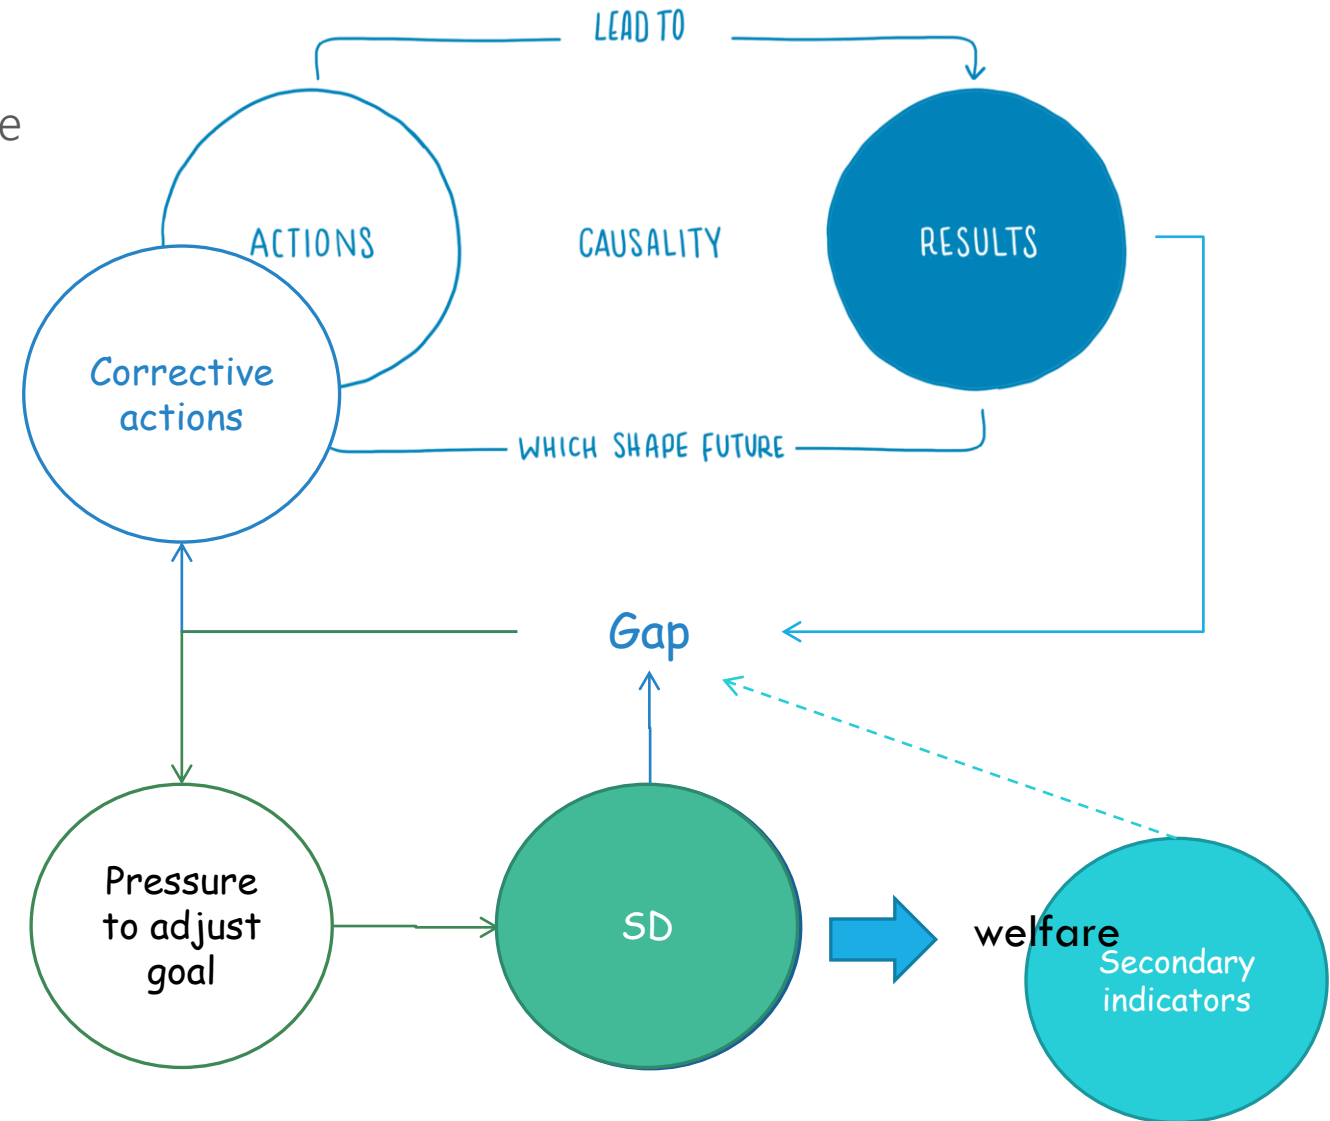 LEAD TO
e
ACTIONS
CAUSALITY
RESULTS
Corrective
actions
WHICH SHAPE FUTURE
Gap
Pressure
to adjust
goal
SD
welfare
Secondary
indicators